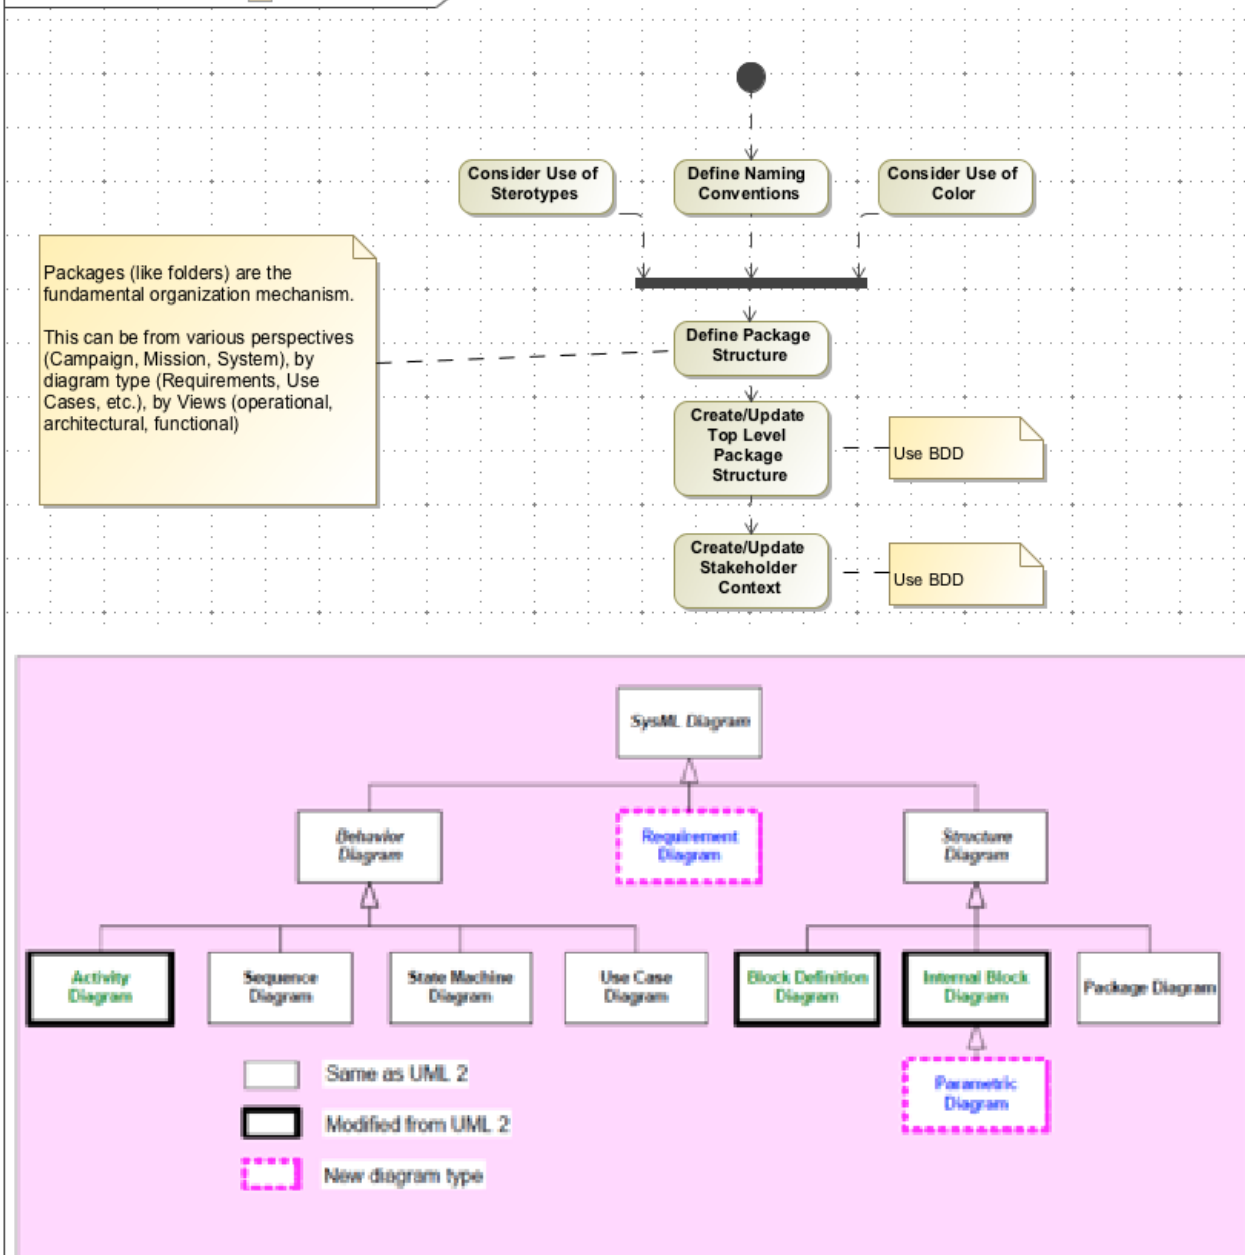 Consider Use of
Sterotypes
Define Naming
Conventions
Consider Use of
Color
Packages (like folders) are the
fundamental organization mechanism.
This can be from various perspectives
(Campaign, Mission, System), by
diagram type (Requirements, Use
Cases, etc.), by Views (operational,
architectural, functional)
Define Package
Structure
Create/Update
Top Level
Package
Structure
Use BDD
Create/Update
Stakeholder
Context
Use BDD
SysML Diagram
Behavior
Diagram
Requirement
Diagram
Structure
Diagram
Activity
Diagram
Sequence
Diagram
State Machine
Diagram
Use Case
Diagram
Block Definition
Diagram
Internal Block
Diagram
Package Diagram
Parametric
Diagram
Same as UML 2
Modified from UML 2
New diagram type